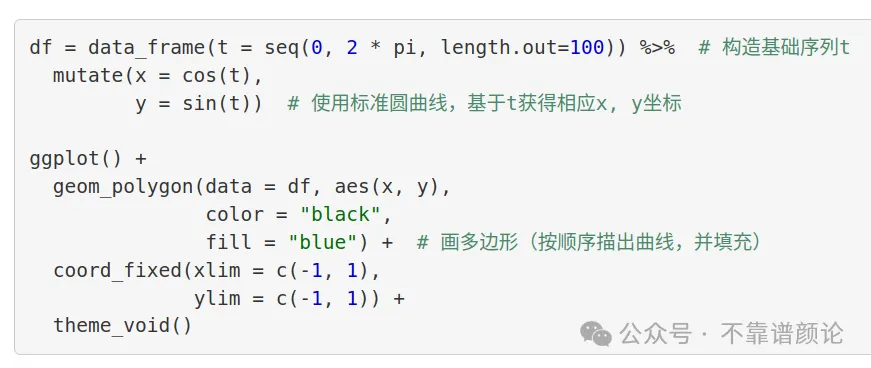 df = data_frame(t = seq(0, 2 * pi, length.out=100)) %>%  # 构造基础序列t
  mutate(x = cos(t),
         y = sin(t))  # 使用标准圆曲线，基于t获得相应x, y坐标
ggplot() +
  geom_polygon(data = df, aes(x, y),
               color = "black",
               fill = "blue") +  # 画多边形（按顺序描出曲线，并填充）
  coord_fixed(xlim = c(-1, 1),
              ylim = c(-1, 1)) +
  theme_void()
公众号 · 不靠谱颜论